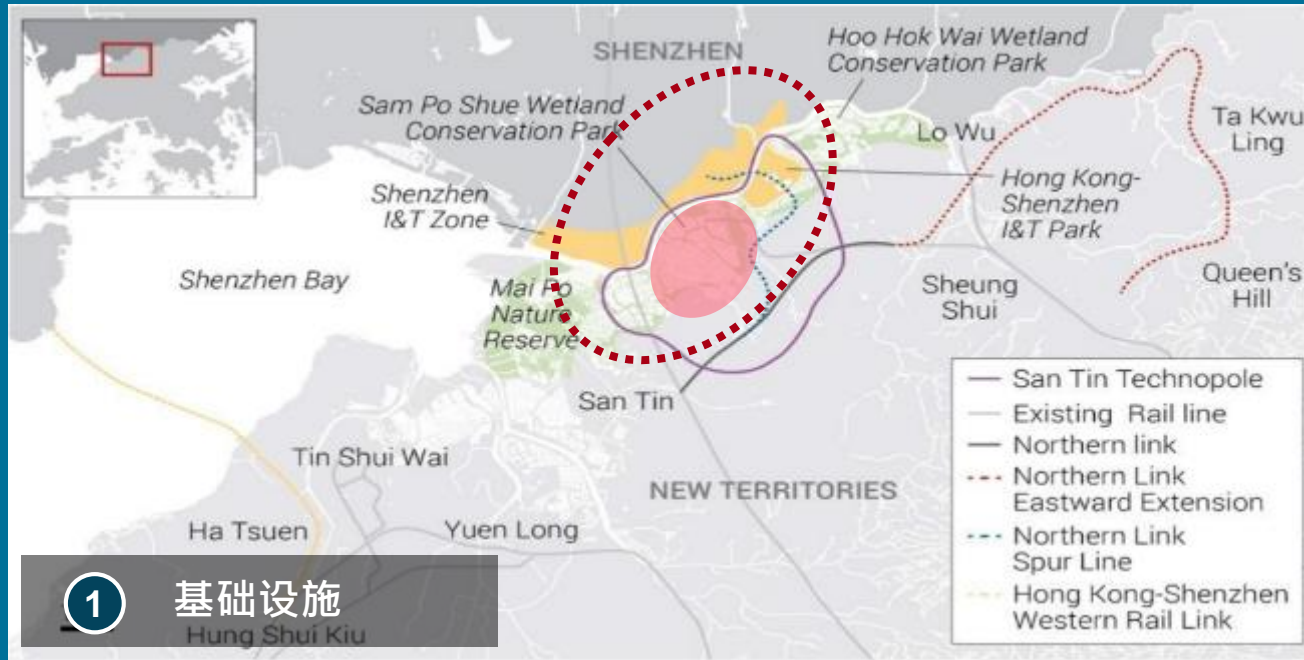 SHENZHEN
Hoo Hok Wai Wetland
Conservation Park
Sam Po Shue Wetland
Conservation Park
Lo Wu
Ta Kwu
Ling
Shenzhen
I&T Zone
Hong Kong-
Shenzhen
I&T Park
Shenzhen Bay
Mai Po
Nature
Reserve
Sheung
Shui
Queen's
Hill
San Tin
Tin Shui Wai
NEW TERRITORIES
Ha Tsuen
Yuen Long
San Tin Technopole
Existing Rail line
Northern link
Northern Link
Eastward Extension
Northern Link
Spur Line
Hong Kong-Shenzhen
Western Rail Link
1 基础设施
Hung Shui Kiu